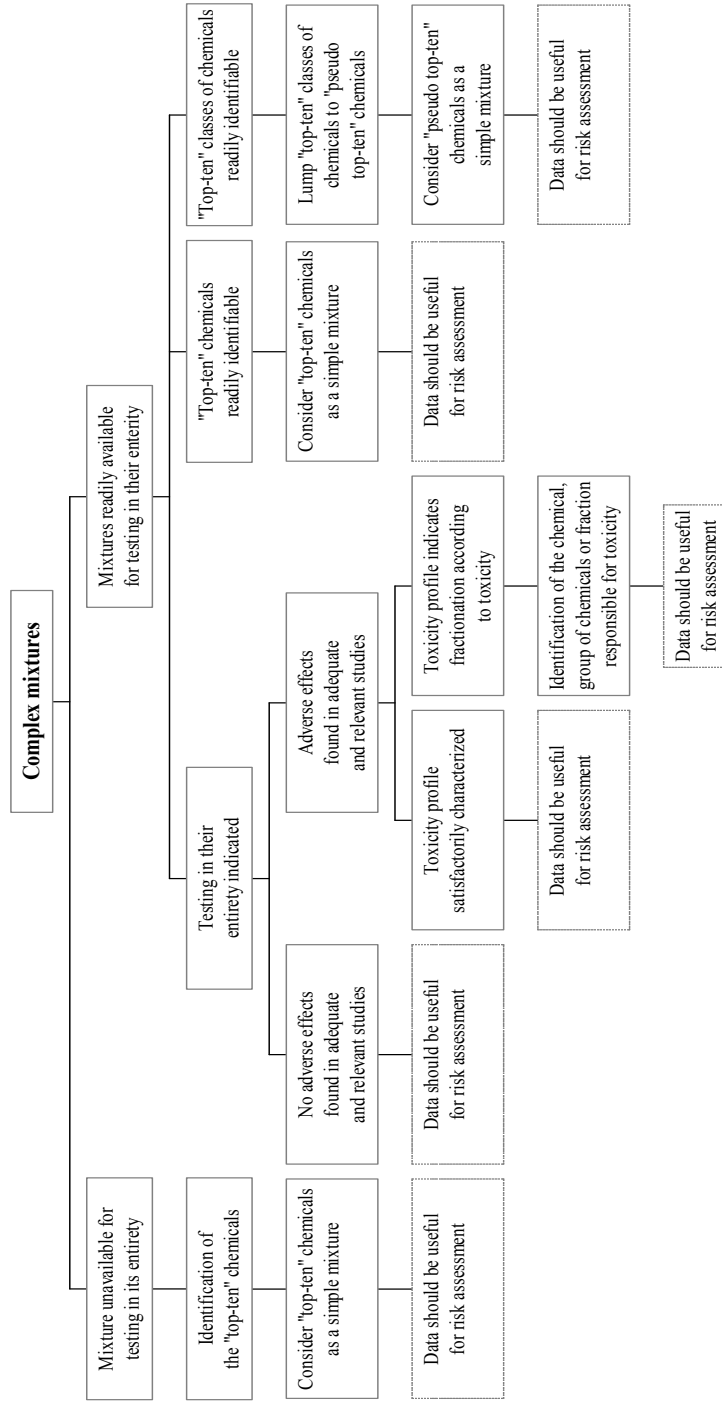 Complex mixtures
Mixture unavailable for
testing in its entirety
Mixtures readily available
for testing in their enterity
Identification of
the "top-ten" chemicals
Testing in their
entirety indicated
"Top-ten" chemicals
readily identifiable
"Top-ten" classes of chemicals
readily identifiable
Consider "top-ten" chemicals
as a simple mixture
No adverse effects
found in adequate
and relevant studies
Adverse effects
found in adequate
and relevant studies
Consider "top-ten" chemicals
as a simple mixture
Lump "top-ten" classes of
chemicals to "pseudo
top-ten" chemicals
Data should be useful
for risk assessment
Data should be useful
for risk assessment
Toxicity profile
satisfactorily characterized
Toxicity profile indicates
fractionation according
to toxicity
Data should be useful
for risk assessment
Consider "pseudo top-ten"
chemicals as a
simple mixture
Data should be useful
for risk assessment
Identification of the chemical,
group of chemicals or fraction
responsible for toxicity
Data should be useful
for risk assessment
Data should be useful
for risk assessment